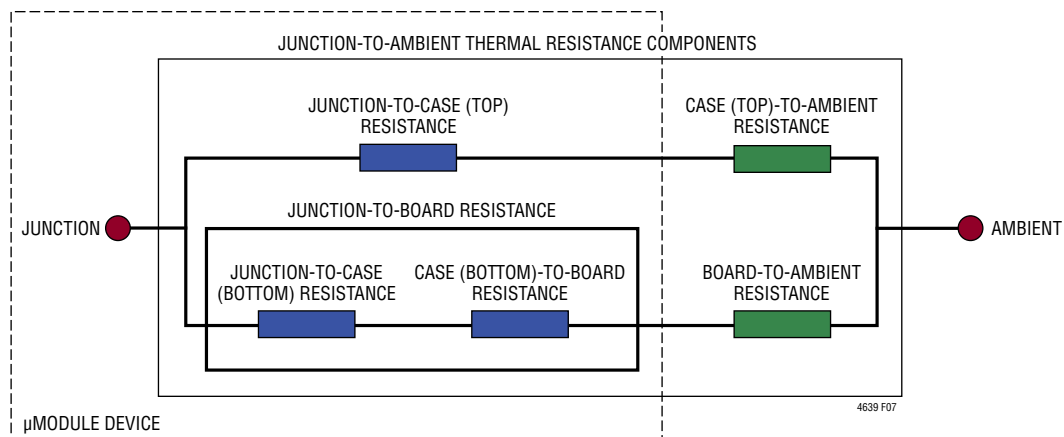 JUNCTION-TO-AMBIENT THERMAL RESISTANCE COMPONENTS
JUNCTION-TO-CASE (TOP)
RESISTANCE
CASE (TOP)-TO-AMBIENT
RESISTANCE
JUNCTION-TO-BOARD RESISTANCE
JUNCTION
AMBIENT
JUNCTION-TO-CASE
(BOTTOM) RESISTANCE
CASE (BOTTOM)-TO-BOARD
RESISTANCE
BOARD-TO-AMBIENT
RESISTANCE
4639 F07
µMODULE DEVICE